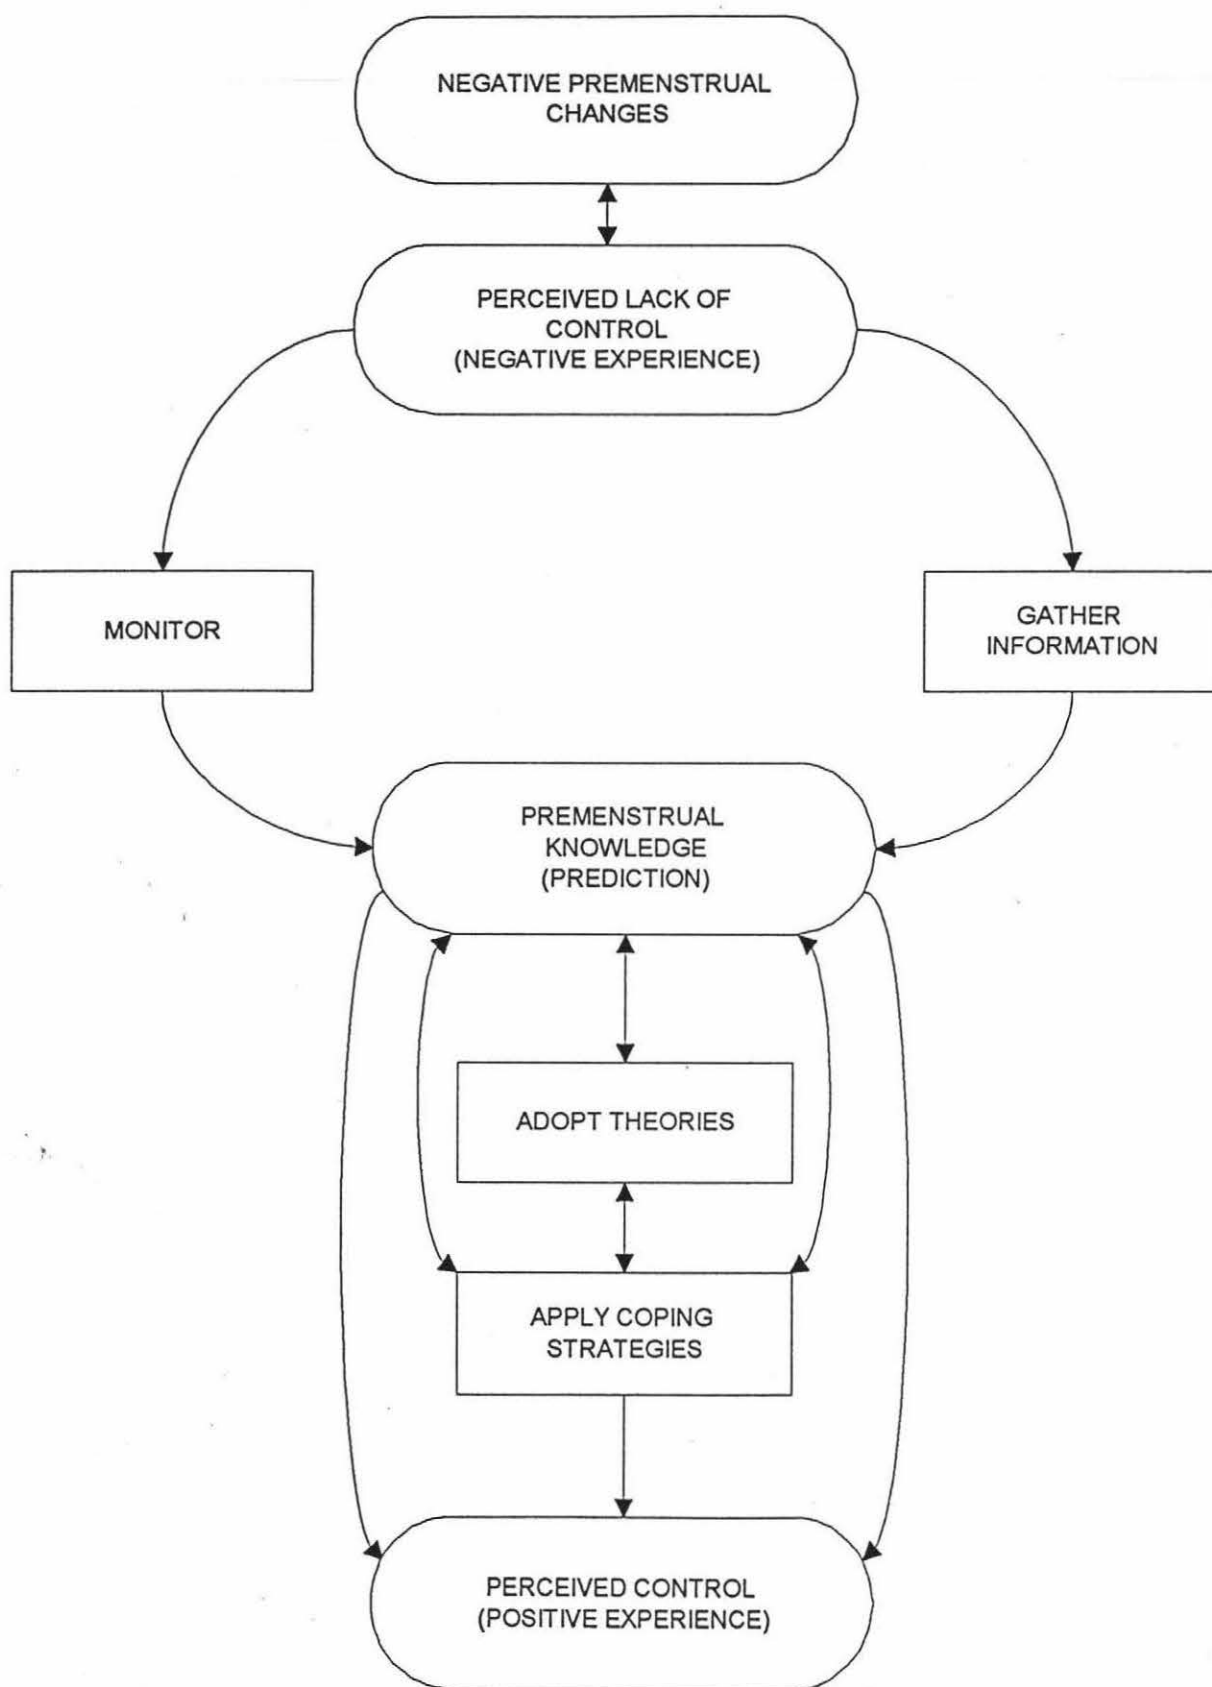 NEGATIVE PREMENSTRUAL
CHANGES
PERCEIVED LACK OF
CONTROL
(NEGATIVE EXPERIENCE)
MONITOR
GATHER
INFORMATION
PREMENSTRUAL
KNOWLEDGE
(PREDICTION)
ADOPT THEORIES
APPLY COPING
STRATEGIES
PERCEIVED CONTROL
(POSITIVE EXPERIENCE)